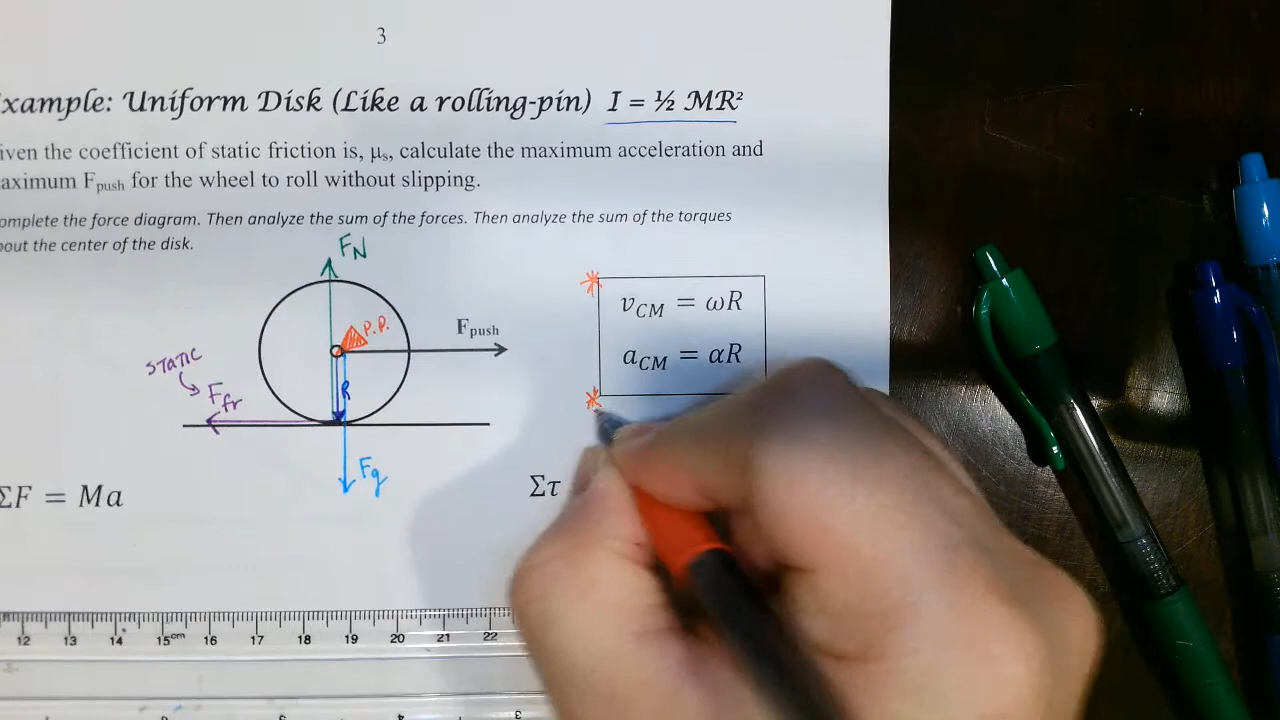 3
xample: Uniform Disk (Like a rolling-pin) I = ½ MR²
iven the coefficient of static friction is, μₛ, calculate the maximum acceleration and
aximum Fpush for the wheel to roll without slipping.
omplete the force diagram. Then analyze the sum of the forces. Then analyze the sum of the torques
bout the center of the disk.
FN
P.P.
Fpush
STATIC
Ffr
R
Fg
vCM = ωR
aCM = αR
ΣF = Ma
Στ
12 13 14 15cm 16 17 18 19 20 21 22